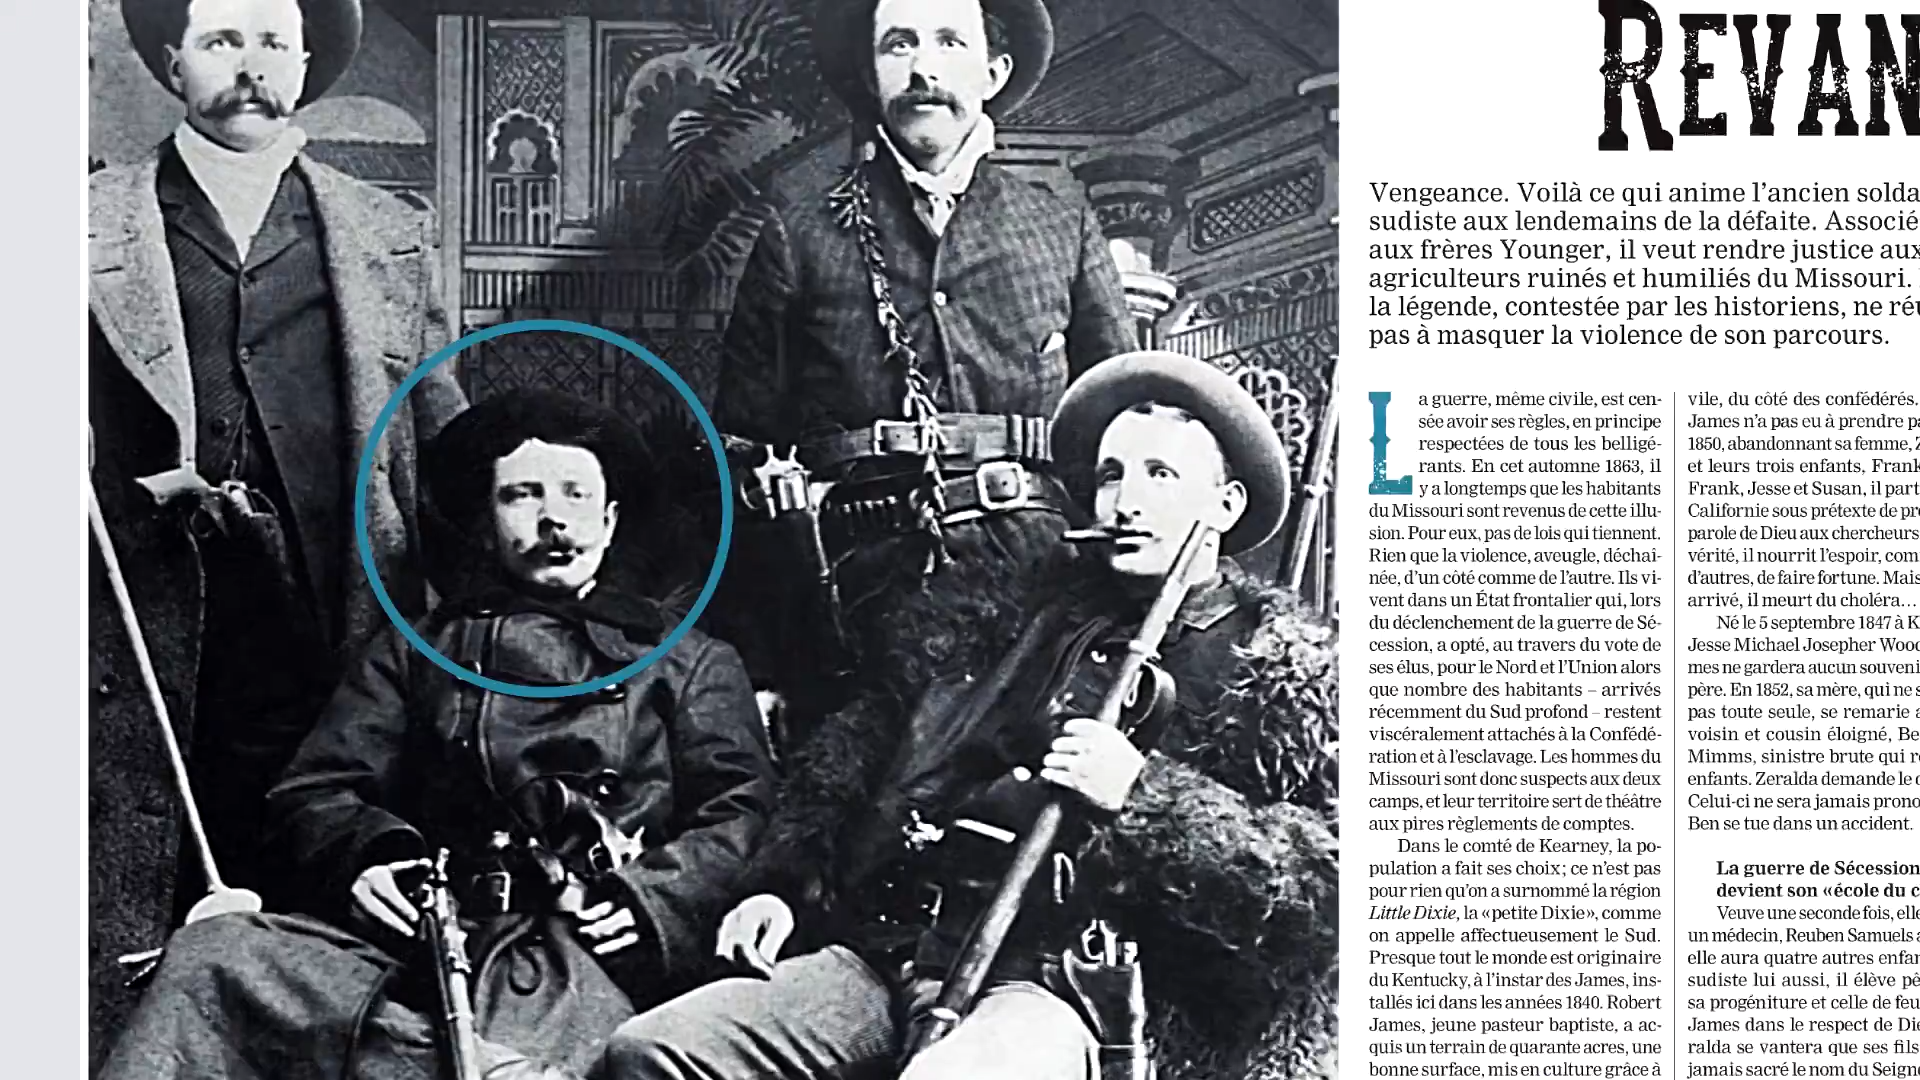 REVAN
Vengeance. Voilà ce qui anime l'ancien solda
sudiste aux lendemains de la défaite. Associé
aux frères Younger, il veut rendre justice aux
agriculteurs ruinés et humiliés du Missouri.
la légende, contestée par les historiens, ne réu
pas à masquer la violence de son parcours.
La guerre, même civile, est cen-
sée avoir ses règles, en principe
respectées de tous les belligé-
rants. En cet automne 1863, il
y a longtemps que les habitants
du Missouri sont revenus de cette illu-
sion. Pour eux, pas de lois qui tiennent.
Rien que la violence, aveugle, déchaî-
née, d'un côté comme de l'autre. Ils vi-
vent dans un État frontalier qui, lors
du déclenchement de la guerre de Sé-
cession, a opté, au travers du vote de
ses élus, pour le Nord et l'Union alors
que nombre des habitants – arrivés
récemment du Sud profond – restent
viscéralement attachés à la Confédé-
ration et à l'esclavage. Les hommes du
Missouri sont donc suspects aux deux
camps, et leur territoire sert de théâtre
aux pires règlements de comptes.
Dans le comté de Kearney, la po-
pulation a fait ses choix; ce n'est pas
pour rien qu'on a surnommé la région
Little Dixie, la «petite Dixie», comme
on appelle affectueusement le Sud.
Presque tout le monde est originaire
du Kentucky, à l'instar des James, ins-
tallés ici dans les années 1840. Robert
James, jeune pasteur baptiste, a ac-
quis un terrain de quarante acres, une
bonne surface, mis en culture grâce à
vile, du côté des confédérés.
James n'a pas eu à prendre pa
1850, abandonnant sa femme, Z
et leurs trois enfants, Frank
Frank, Jesse et Susan, il part
Californie sous prétexte de pr
parole de Dieu aux chercheurs
vérité, il nourrit l'espoir, com
d'autres, de faire fortune. Mais
arrivé, il meurt du choléra…
Né le 5 septembre 1847 à K
Jesse Michael Josepher Wood
mes ne gardera aucun souveni
père. En 1852, sa mère, qui ne s
pas toute seule, se remarie a
voisin et cousin éloigné, Be
Mimms, sinistre brute qui r
enfants. Zeralda demande le d
Celui-ci ne sera jamais prono
Ben se tue dans un accident.
La guerre de Sécession
devient son «école du c
Veuve une seconde fois, elle
un médecin, Reuben Samuels a
elle aura quatre autres enfan
sudiste lui aussi, il élève pê
sa progéniture et celle de feu
James dans le respect de Die
ralda se vantera que ses fils
jamais sacré le nom du Seign